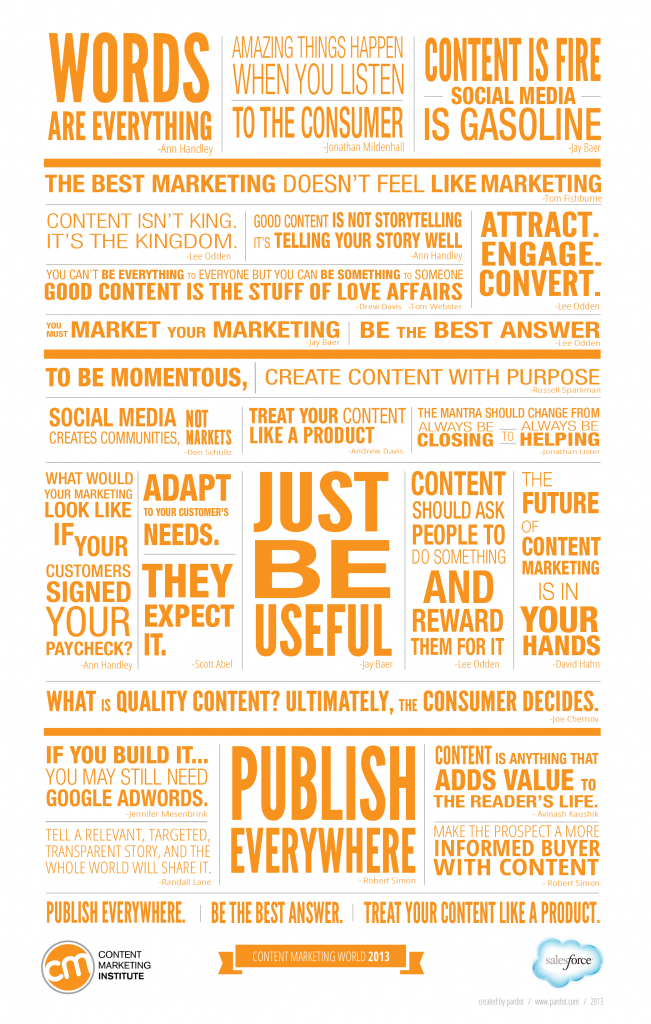 WORDS
ARE EVERYTHING
-Ann Handley
AMAZING THINGS HAPPEN
WHEN YOU LISTEN
TO THE CONSUMER
-Jonathan Mildenhall
CONTENT IS FIRE
SOCIAL MEDIA
IS GASOLINE
-Jay Baer
THE BEST MARKETING DOESN'T FEEL LIKE MARKETING
-Tom Fishburne
CONTENT ISN'T KING.
IT'S THE KINGDOM.
-Lee Odden
GOOD CONTENT IS NOT STORYTELLING
IT'S TELLING YOUR STORY WELL
-Ann Handley
ATTRACT.
ENGAGE.
CONVERT.
-Lee Odden
YOU CAN'T BE EVERYTHING TO EVERYONE BUT YOU CAN BE SOMETHING TO SOMEONE
GOOD CONTENT IS THE STUFF OF LOVE AFFAIRS
-Drew Davis -Tom Webster
YOU MUST MARKET YOUR MARKETING
-Jay Baer
BE THE BEST ANSWER
-Lee Odden
TO BE MOMENTOUS, CREATE CONTENT WITH PURPOSE
-Russell Sparkman
SOCIAL MEDIA NOT
CREATES COMMUNITIES, MARKETS
-Don Schultz
TREAT YOUR CONTENT
LIKE A PRODUCT
-Andrew Davis
THE MANTRA SHOULD CHANGE FROM
ALWAYS BE CLOSING TO ALWAYS BE HELPING
-Jonathan Lister
WHAT WOULD
YOUR MARKETING
LOOK LIKE
IF YOUR
CUSTOMERS
SIGNED
YOUR
PAYCHECK?
-Ann Handley
ADAPT
TO YOUR CUSTOMER'S
NEEDS.
THEY
EXPECT
IT.
-Scott Abel
JUST
BE
USEFUL
-Jay Baer
CONTENT
SHOULD ASK
PEOPLE TO
DO SOMETHING
AND
REWARD
THEM FOR IT
-Lee Odden
THE
FUTURE
OF
CONTENT
MARKETING
IS IN
YOUR
HANDS
-David Hahn
WHAT IS QUALITY CONTENT? ULTIMATELY, THE CONSUMER DECIDES.
-Joe Chernov
IF YOU BUILD IT...
YOU MAY STILL NEED
GOOGLE ADWORDS.
-Jennifer Mesenbrink
TELL A RELEVANT, TARGETED,
TRANSPARENT STORY, AND THE
WHOLE WORLD WILL SHARE IT.
-Randall Lane
PUBLISH
EVERYWHERE
- Robert Simon
CONTENT IS ANYTHING THAT
ADDS VALUE TO
THE READER'S LIFE.
- Avinash Kaushik
MAKE THE PROSPECT A MORE
INFORMED BUYER
WITH CONTENT
- Robert Simon
PUBLISH EVERYWHERE. BE THE BEST ANSWER. TREAT YOUR CONTENT LIKE A PRODUCT.
cm
CONTENT
MARKETING
INSTITUTE
CONTENT MARKETING WORLD 2013
salesforce
created by pardot / www.pardot.com / 2013